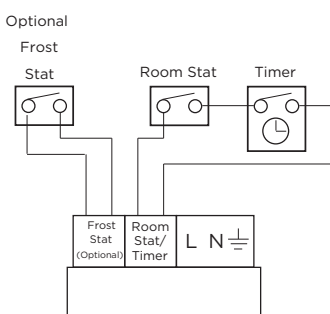 Optional
Frost
Stat
Room Stat
Timer
Frost
Stat
(Optional)
Room
Stat/
Timer
L N